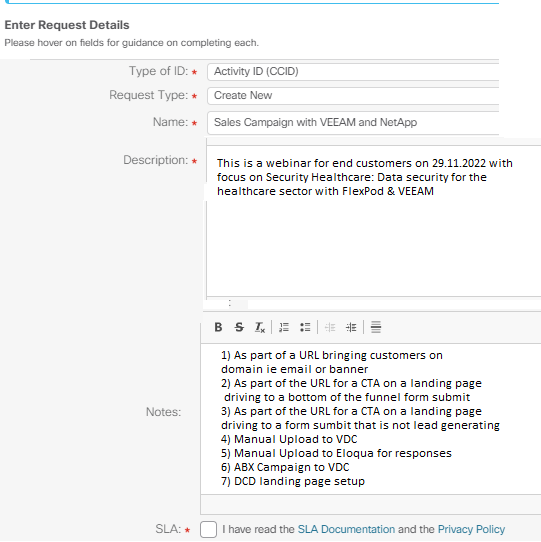 Enter Request Details
Please hover on fields for guidance on completing each.
Type of ID: * Activity ID (CCID)
Request Type: * Create New
Name: * Sales Campaign with VEEAM and NetApp
Description: * This is a webinar for end customers on 29.11.2022 with
focus on Security Healthcare: Data security for the
healthcare sector with FlexPod & VEEAM
:
B S Tx
1) As part of a URL bringing customers on
domain ie email or banner
2) As part of the URL for a CTA on a landing page
driving to a bottom of the funnel form submit
3) As part of the URL for a CTA on a landing page
Notes: driving to a form sumbit that is not lead generating
4) Manual Upload to VDC
5) Manual Upload to Eloqua for responses
6) ABX Campaign to VDC
7) DCD landing page setup
SLA: * I have read the SLA Documentation and the Privacy Policy